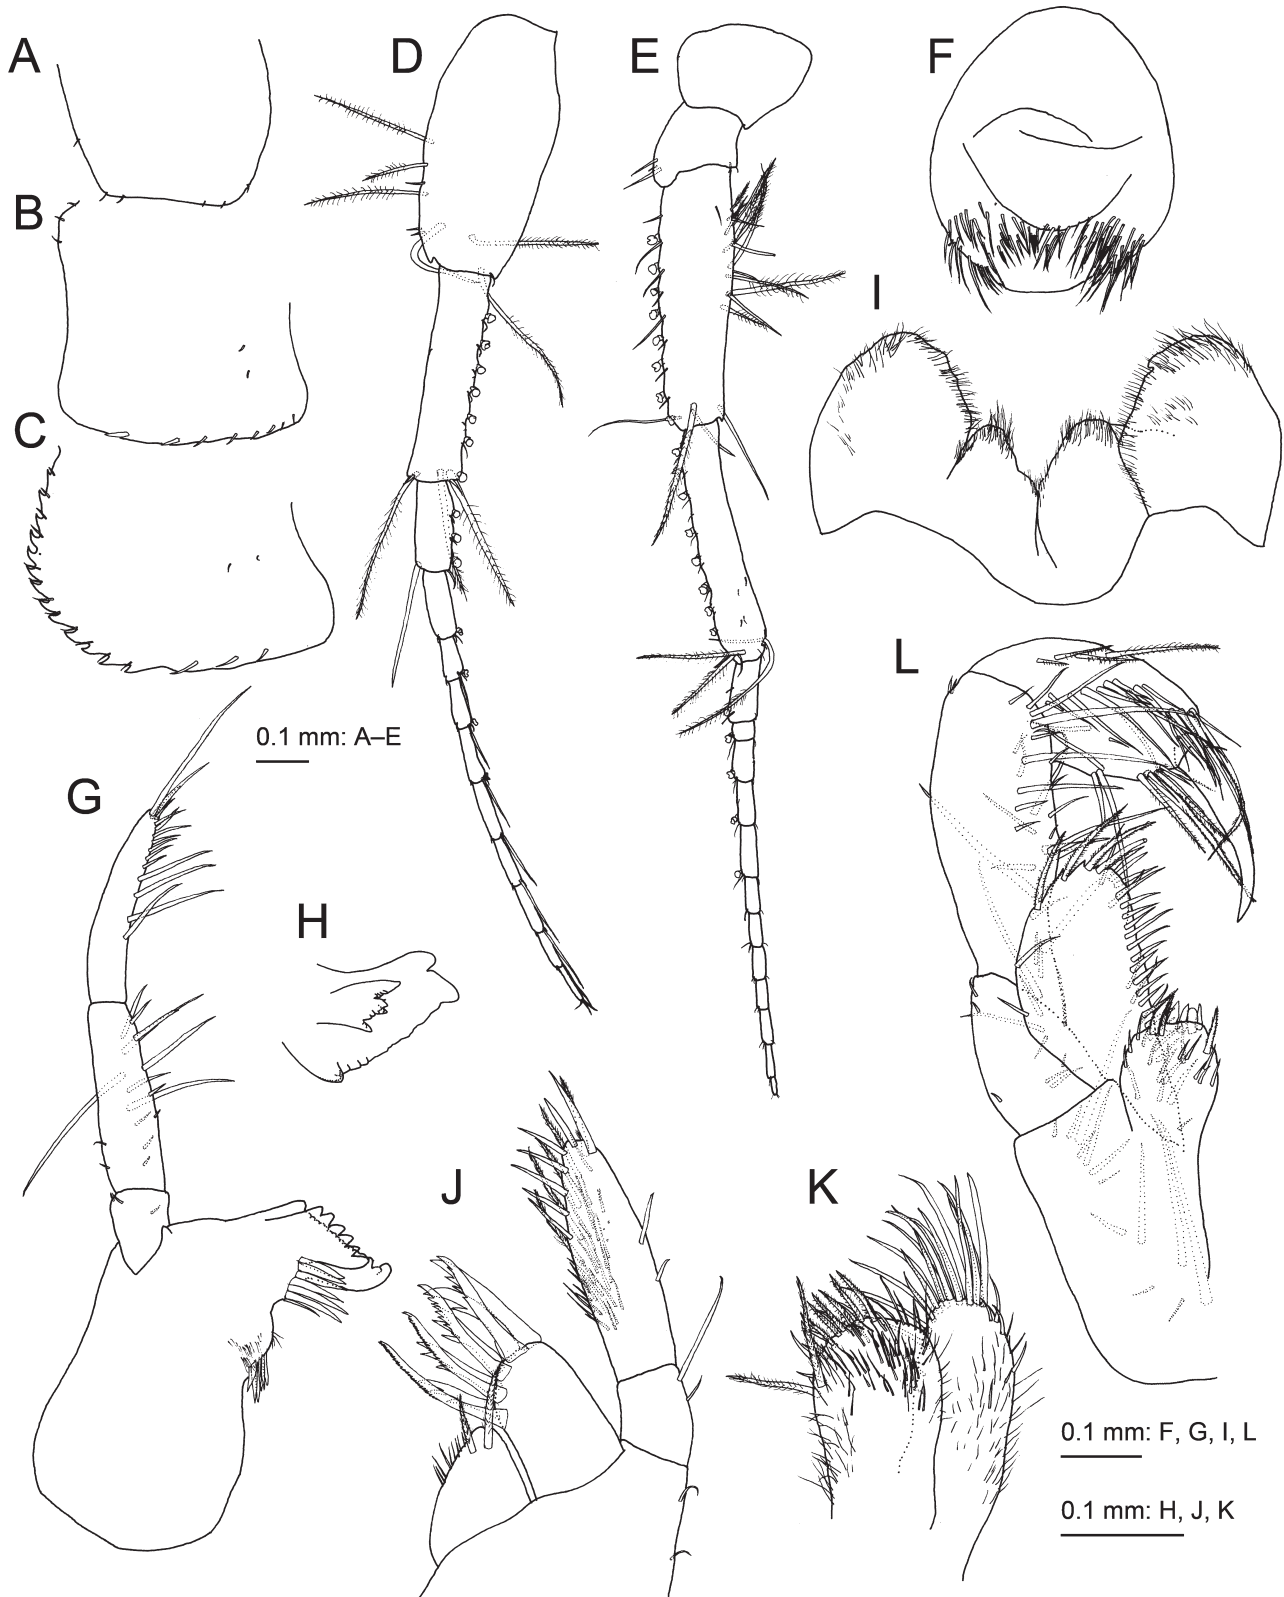 A
B
C
D
E
F
I
0.1 mm: A–E
L
G
H
J
K
0.1 mm: F, G, I, L
0.1 mm: H, J, K